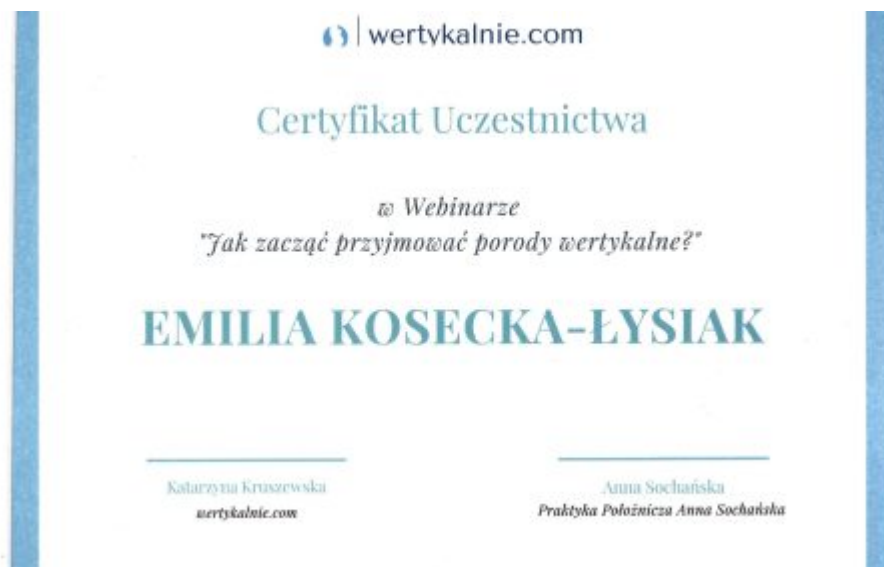 wertykalnie.com
Certyfikat Uczestnictwa
w Webinarze
"Jak zacząć przyjmować porody wertykalne?"
EMILIA KOSECKA-ŁYSIAK
Katarzyna Kruszewska
wertykalnie.com
Anna Sochańska
Praktyka Położnicza Anna Sochańska